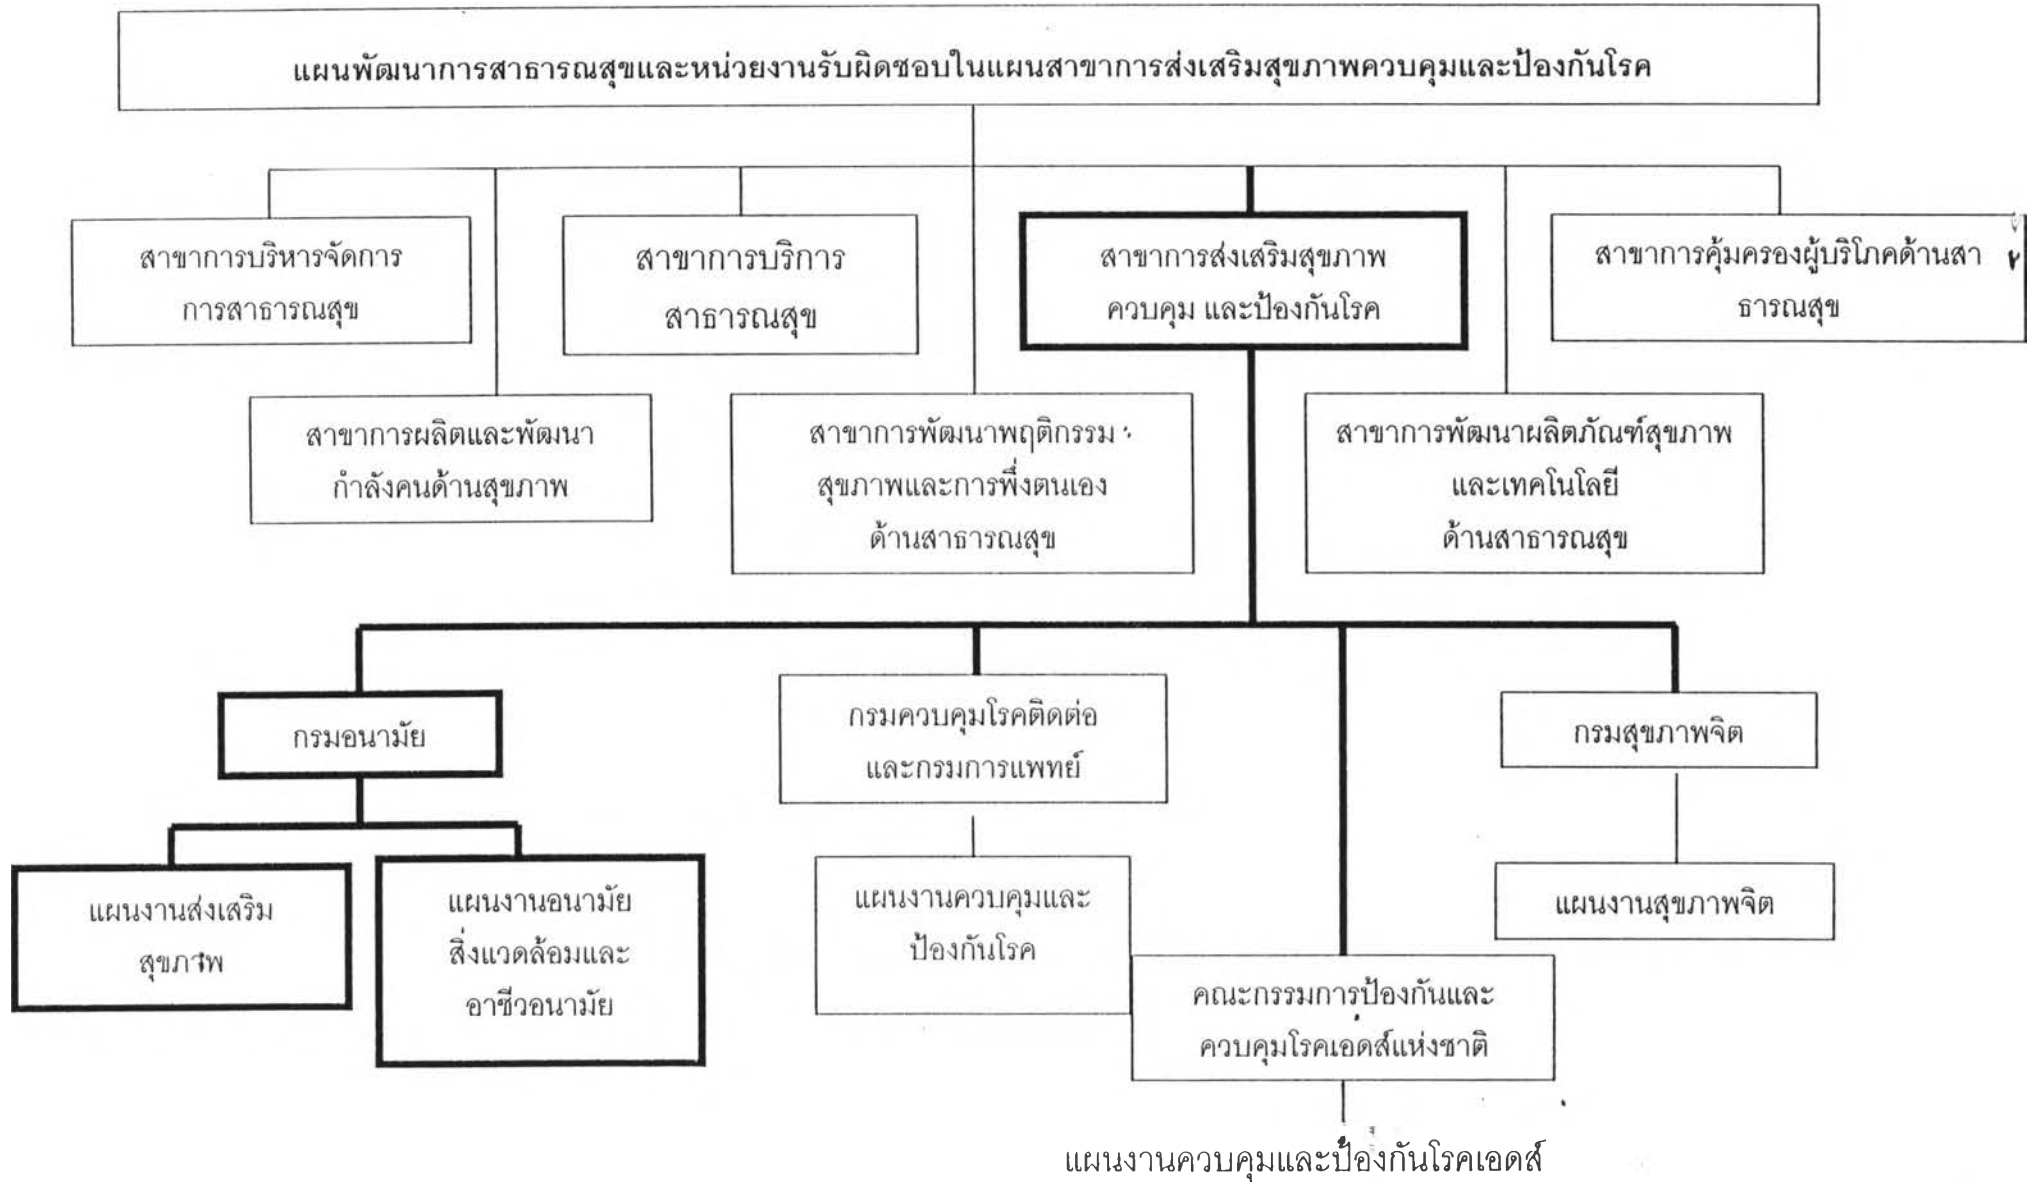 แผนพัฒนาการสาธารณสุขและหน่วยงานรับผิดชอบในแผนสาขาการส่งเสริมสุขภาพควบคุมและป้องกันโรค
สาขาการบริหารจัดการ
การสาธารณสุข
สาขาการบริการ
สาธารณสุข
สาขาการส่งเสริมสุขภาพ
ควบคุม และป้องกันโรค
สาขาการคุ้มครองผู้บริโภคด้านสา
ธารณสุข
สาขาการผลิตและพัฒนา
กำลังคนด้านสุขภาพ
สาขาการพัฒนาพฤติกรรม
สุขภาพและการพึ่งตนเอง
ด้านสาธารณสุข
สาขาการพัฒนาผลิตภัณฑ์สุขภาพ
และเทคโนโลยี
ด้านสาธารณสุข
กรมอนามัย
กรมควบคุมโรคติดต่อ
และกรมการแพทย์
กรมสุขภาพจิต
แผนงานส่งเสริม
สุขภาพ
แผนงานอนามัย
สิ่งแวดล้อมและ
อาชีวอนามัย
แผนงานควบคุมและ
ป้องกันโรค
แผนงานสุขภาพจิต
คณะกรรมการป้องกันและ
ควบคุมโรคเอดส์แห่งชาติ
แผนงานควบคุมและป้องกันโรคเอดส์